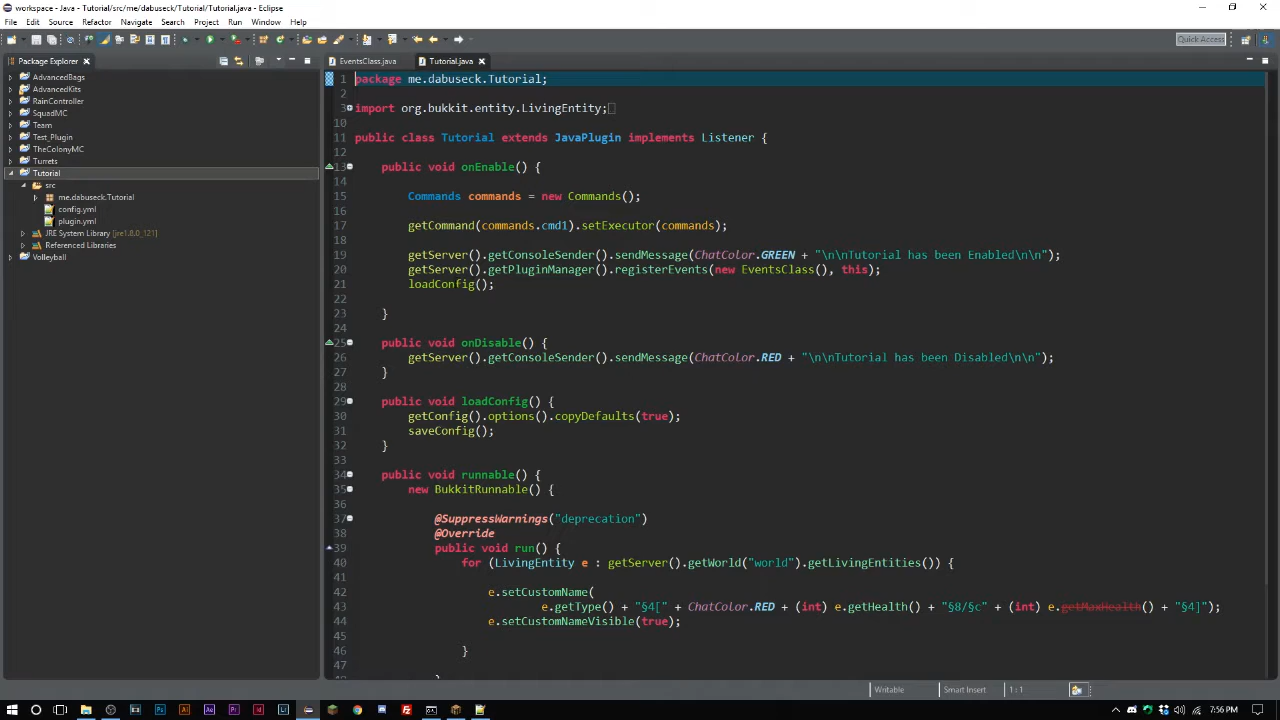 workspace - Java - Tutorial/src/me/dabuseck/Tutorial/Tutorial.java - Eclipse
File Edit Source Refactor Navigate Search Project Run Window Help
Quick Access
Package Explorer
AdvancedBags
AdvancedKits
RainController
SquadMC
Team
Test_Plugin
TheColonyMC
Turrets
Tutorial
src
me.dabuseck.Tutorial
config.yml
plugin.yml
JRE System Library [jre1.8.0_121]
Referenced Libraries
Volleyball
EventsClass.java Tutorial.java
1 package me.dabuseck.Tutorial;
2
3 import org.bukkit.entity.LivingEntity;
10
11 public class Tutorial extends JavaPlugin implements Listener {
12
13 public void onEnable() {
14
15 Commands commands = new Commands();
16
17 getCommand(commands.cmd1).setExecutor(commands);
18
19 getServer().getConsoleSender().sendMessage(ChatColor.GREEN + "\n\nTutorial has been Enabled\n\n");
20 getServer().getPluginManager().registerEvents(new EventsClass(), this);
21 loadConfig();
22
23 }
24
25 public void onDisable() {
26 getServer().getConsoleSender().sendMessage(ChatColor.RED + "\n\nTutorial has been Disabled\n\n");
27 }
28
29 public void loadConfig() {
30 getConfig().options().copyDefaults(true);
31 saveConfig();
32 }
33
34 public void runnable() {
35 new BukkitRunnable() {
36
37 @SuppressWarnings("deprecation")
38 @Override
39 public void run() {
40 for (LivingEntity e : getServer().getWorld("world").getLivingEntities()) {
41
42 e.setCustomName(
43 e.getType() + "§4[" + ChatColor.RED + (int) e.getHealth() + "§8/§c" + (int) e.getMaxHealth() + "§4]");
44 e.setCustomNameVisible(true);
45
46 }
47
Writable Smart Insert 1 : 1
7:56 PM